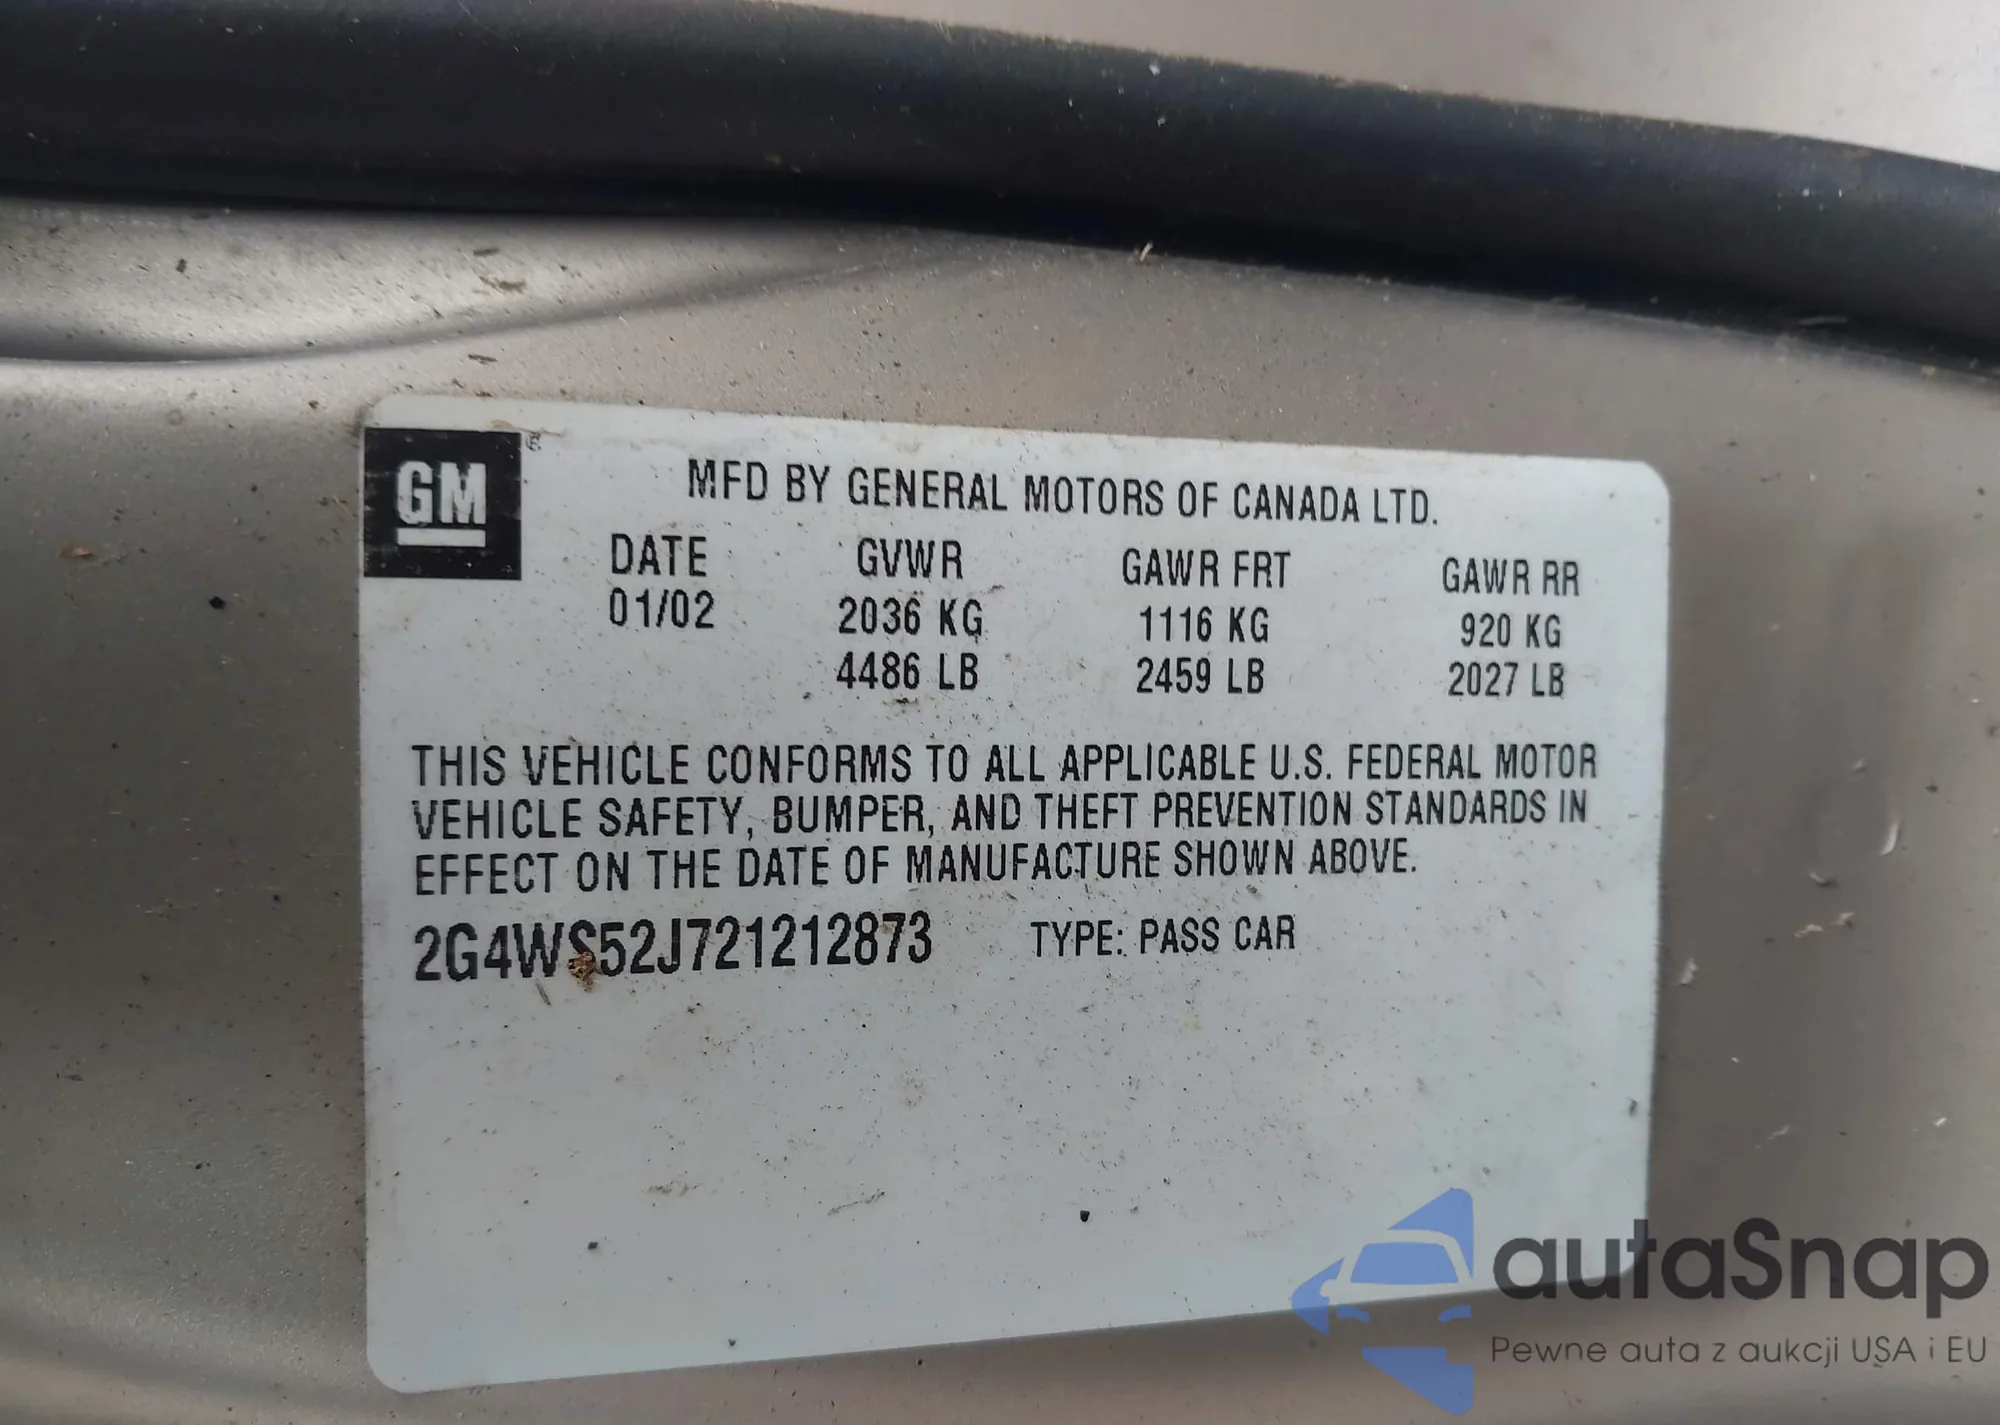 GM ®
MFD BY GENERAL MOTORS OF CANADA LTD.
DATE GVWR GAWR FRT GAWR RR
01/02 2036 KG 1116 KG 920 KG
4486 LB 2459 LB 2027 LB
THIS VEHICLE CONFORMS TO ALL APPLICABLE U.S. FEDERAL MOTOR
VEHICLE SAFETY, BUMPER, AND THEFT PREVENTION STANDARDS IN
EFFECT ON THE DATE OF MANUFACTURE SHOWN ABOVE.
2G4WS52J721212873 TYPE: PASS CAR
autaSnap
Pewne auta z aukcji USA i EU